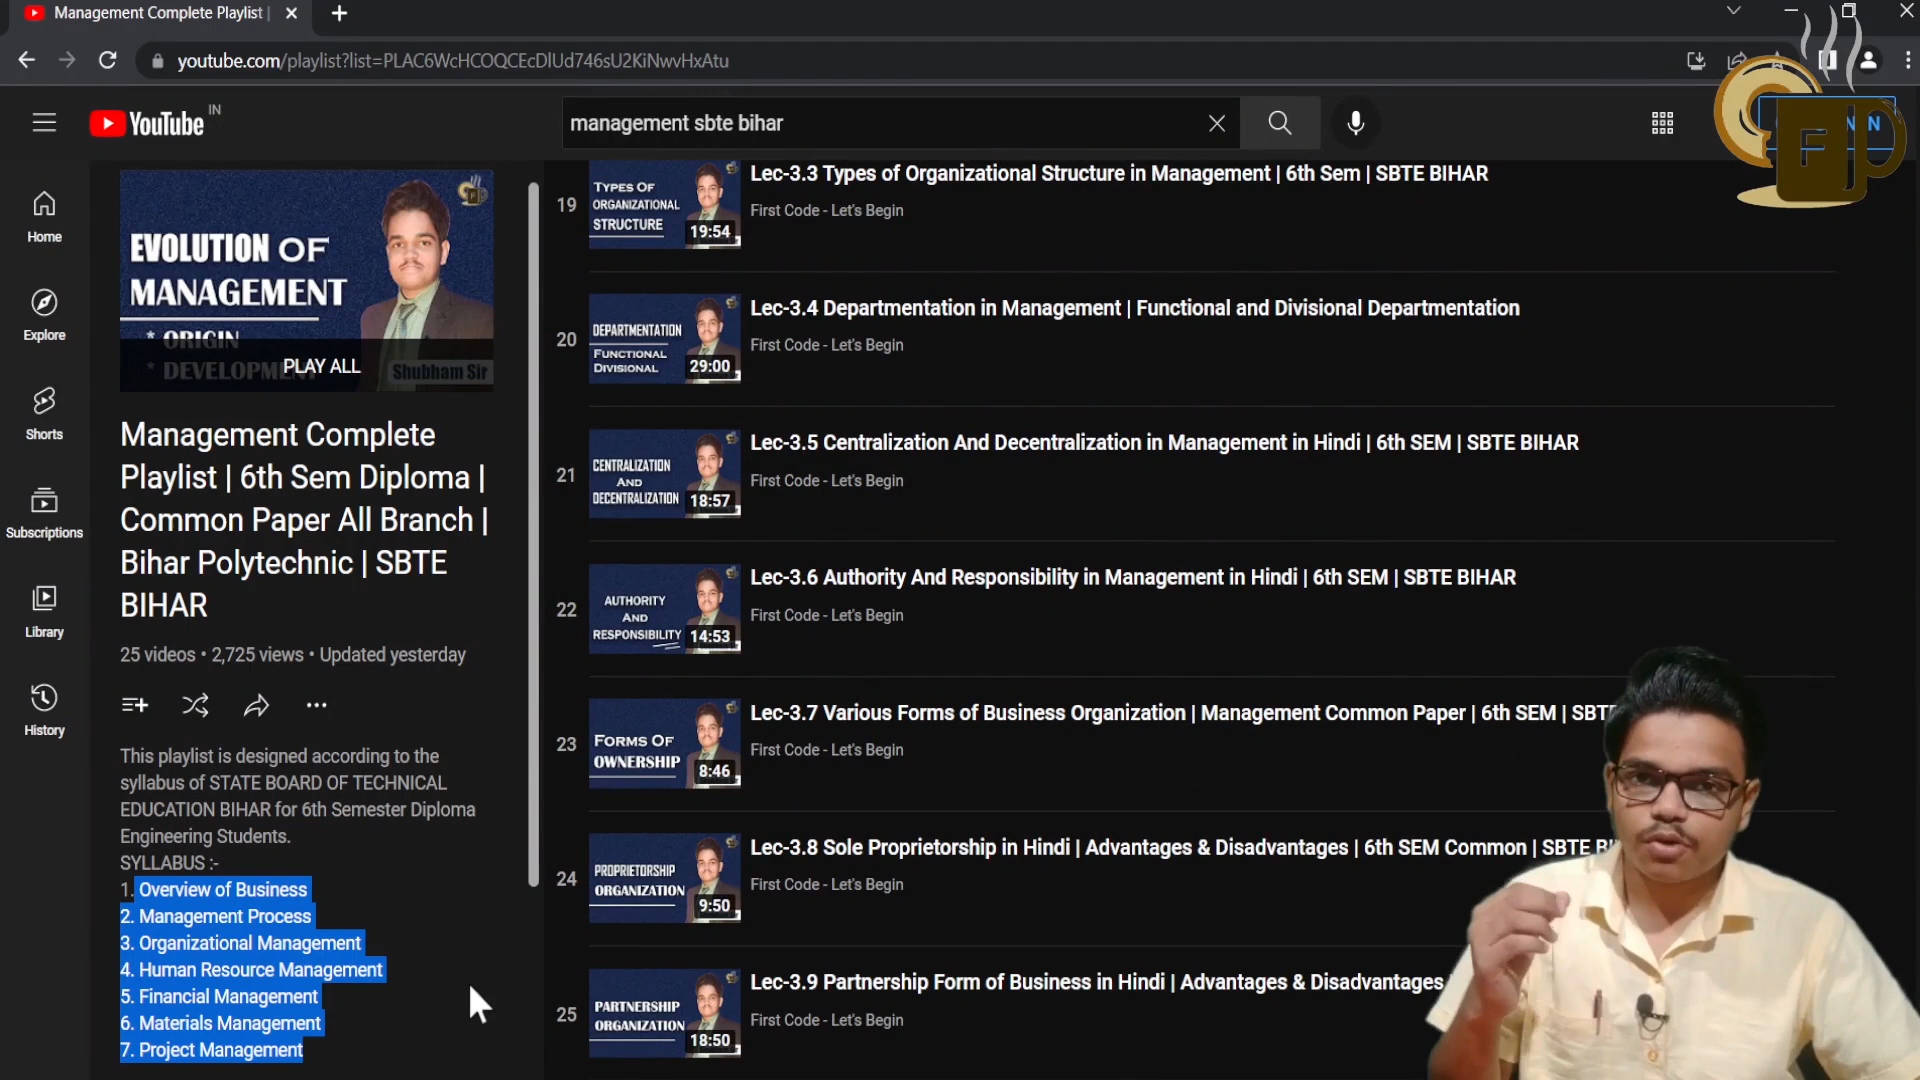 Management Complete Playlist |
youtube.com/playlist?list=PLAC6WcHCOQCEcDlUd746sU2KiNwvHxAtu
YouTube IN
management sbte bihar
F
N
Home
Explore
Shorts
Subscriptions
Library
History
EVOLUTION OF
MANAGEMENT
* ORIGIN
* DEVELOPMEN
PLAY ALL
Shubham Sir
Management Complete
Playlist | 6th Sem Diploma |
Common Paper All Branch |
Bihar Polytechnic | SBTE
BIHAR
25 videos • 2,725 views • Updated yesterday
This playlist is designed according to the
syllabus of STATE BOARD OF TECHNICAL
EDUCATION BIHAR for 6th Semester Diploma
Engineering Students.
SYLLABUS :-
1. Overview of Business
2. Management Process
3. Organizational Management
4. Human Resource Management
5. Financial Management
6. Materials Management
7. Project Management
19
TYPES OF
ORGANIZATIONAL
STRUCTURE
19:54
Lec-3.3 Types of Organizational Structure in Management | 6th Sem | SBTE BIHAR
First Code - Let's Begin
20
DEPARTMENTATION
FUNCTIONAL
DIVISIONAL
29:00
Lec-3.4 Departmentation in Management | Functional and Divisional Departmentation
First Code - Let's Begin
21
CENTRALIZATION
AND
DECENTRALIZATION
18:57
Lec-3.5 Centralization And Decentralization in Management in Hindi | 6th SEM | SBTE BIHAR
First Code - Let's Begin
22
AUTHORITY
AND
RESPONSIBILITY
14:53
Lec-3.6 Authority And Responsibility in Management in Hindi | 6th SEM | SBTE BIHAR
First Code - Let's Begin
23
FORMS OF
OWNERSHIP
8:46
Lec-3.7 Various Forms of Business Organization | Management Common Paper | 6th SEM | SBT
First Code - Let's Begin
24
PROPRIETORSHIP
ORGANIZATION
9:50
Lec-3.8 Sole Proprietorship in Hindi | Advantages & Disadvantages | 6th SEM Common | SBTE B
First Code - Let's Begin
25
PARTNERSHIP
ORGANIZATION
18:50
Lec-3.9 Partnership Form of Business in Hindi | Advantages & Disadvantages
First Code - Let's Begin